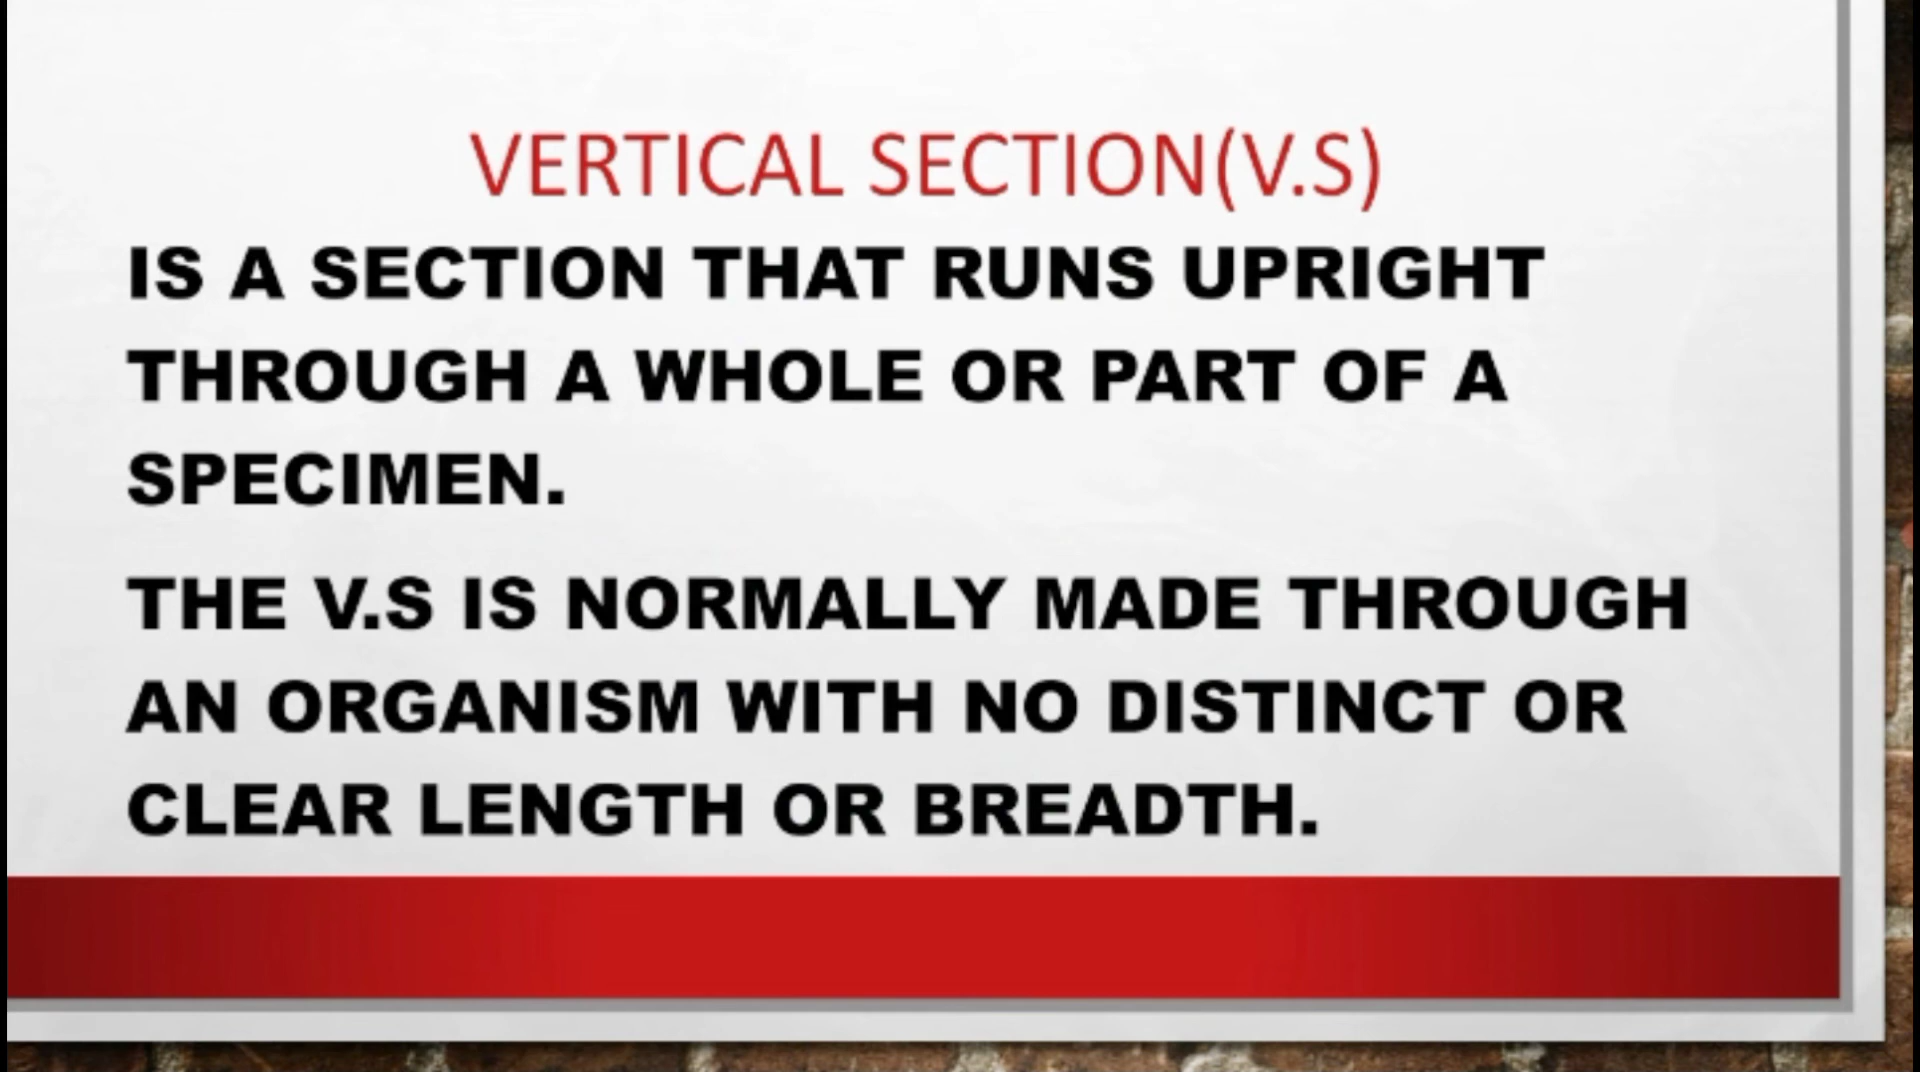 VERTICAL SECTION(V.S)
IS A SECTION THAT RUNS UPRIGHT
THROUGH A WHOLE OR PART OF A
SPECIMEN.
THE V.S IS NORMALLY MADE THROUGH
AN ORGANISM WITH NO DISTINCT OR
CLEAR LENGTH OR BREADTH.